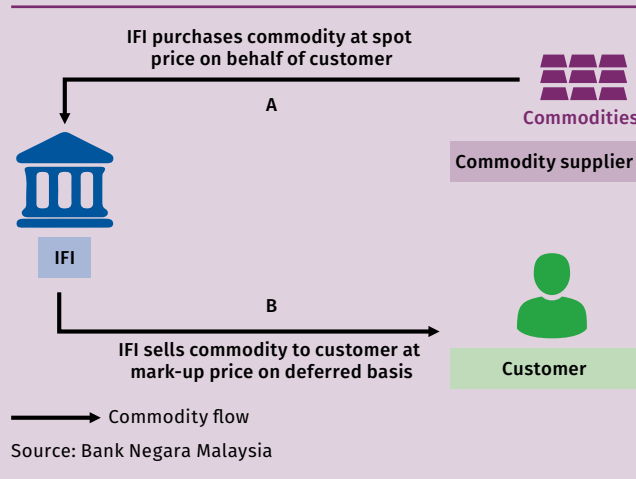 IFI purchases commodity at spot
price on behalf of customer
A
Commodities
Commodity supplier
IFI
B
IFI sells commodity to customer at
mark-up price on deferred basis
Customer
Commodity flow
Source: Bank Negara Malaysia